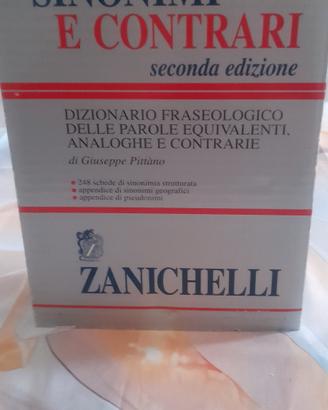 SINONIMI
E CONTRARI
seconda edizione
DIZIONARIO FRASEOLOGICO
DELLE PAROLE EQUIVALENTI,
ANALOGHE E CONTRARIE
di Giuseppe Pittàno
• 248 schede di sinonimia strutturata
• appendice di sinonimi geografici
• appendice di pseudonimi
ZANICHELLI